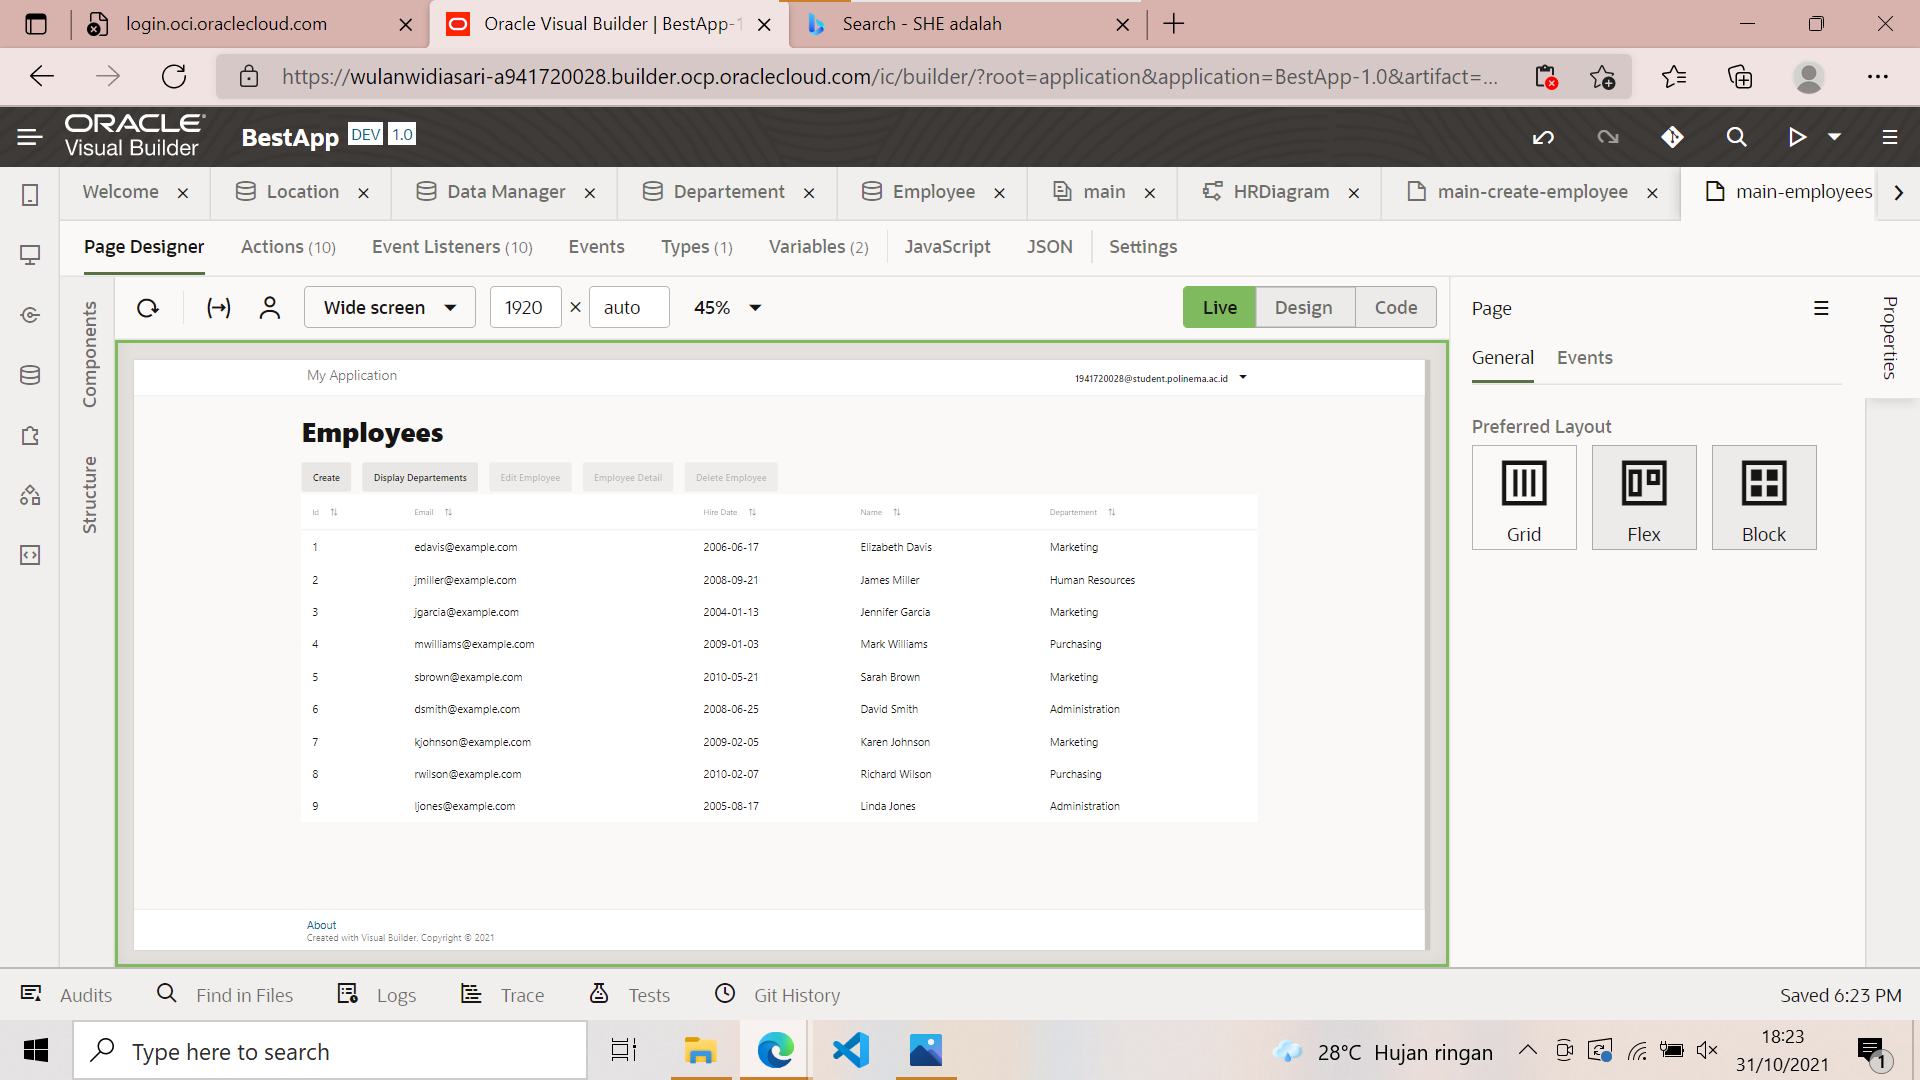 login.oci.oraclecloud.com
Oracle Visual Builder | BestApp-1
Search - SHE adalah
https://wulanwidiasari-a941720028.builder.ocp.oraclecloud.com/ic/builder/?root=application&application=BestApp-1.0&artifact=...
ORACLE
Visual Builder
BestApp DEV 1.0
Welcome
Location
Data Manager
Departement
Employee
main
HRDiagram
main-create-employee
main-employees
Page Designer
Actions (10)
Event Listeners (10)
Events
Types (1)
Variables (2)
JavaScript
JSON
Settings
Components
Structure
Wide screen
1920 × auto
45%
Live
Design
Code
Page
Properties
General
Events
Preferred Layout
Grid
Flex
Block
My Application
1941720028@student.polinema.ac.id
Employees
Create
Display Departements
Edit Employee
Employee Detail
Delete Employee
Id Email Hire Date Name Departement
1 edavis@example.com 2006-06-17 Elizabeth Davis Marketing
2 jmiller@example.com 2008-09-21 James Miller Human Resources
3 jgarcia@example.com 2004-01-13 Jennifer Garcia Marketing
4 mwilliams@example.com 2009-01-03 Mark Williams Purchasing
5 sbrown@example.com 2010-05-21 Sarah Brown Marketing
6 dsmith@example.com 2008-06-25 David Smith Administration
7 kjohnson@example.com 2009-02-05 Karen Johnson Marketing
8 rwilson@example.com 2010-02-07 Richard Wilson Purchasing
9 ljones@example.com 2005-08-17 Linda Jones Administration
About
Created with Visual Builder. Copyright © 2021
Audits
Find in Files
Logs
Trace
Tests
Git History
Saved 6:23 PM
Type here to search
28°C Hujan ringan
18:23
31/10/2021
1